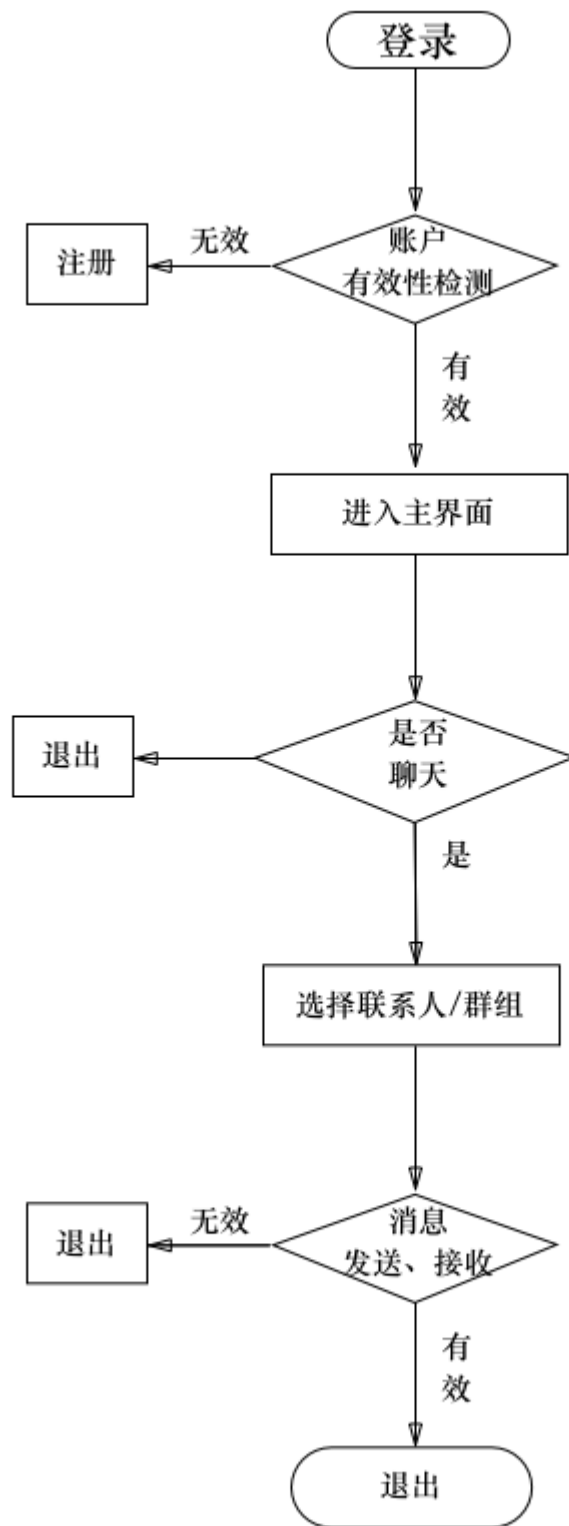 登录
账户
有效性检测
无效
注册
有
效
进入主界面
是否
聊天
退出
是
选择联系人/群组
消息
发送、接收
无效
退出
有
效
退出